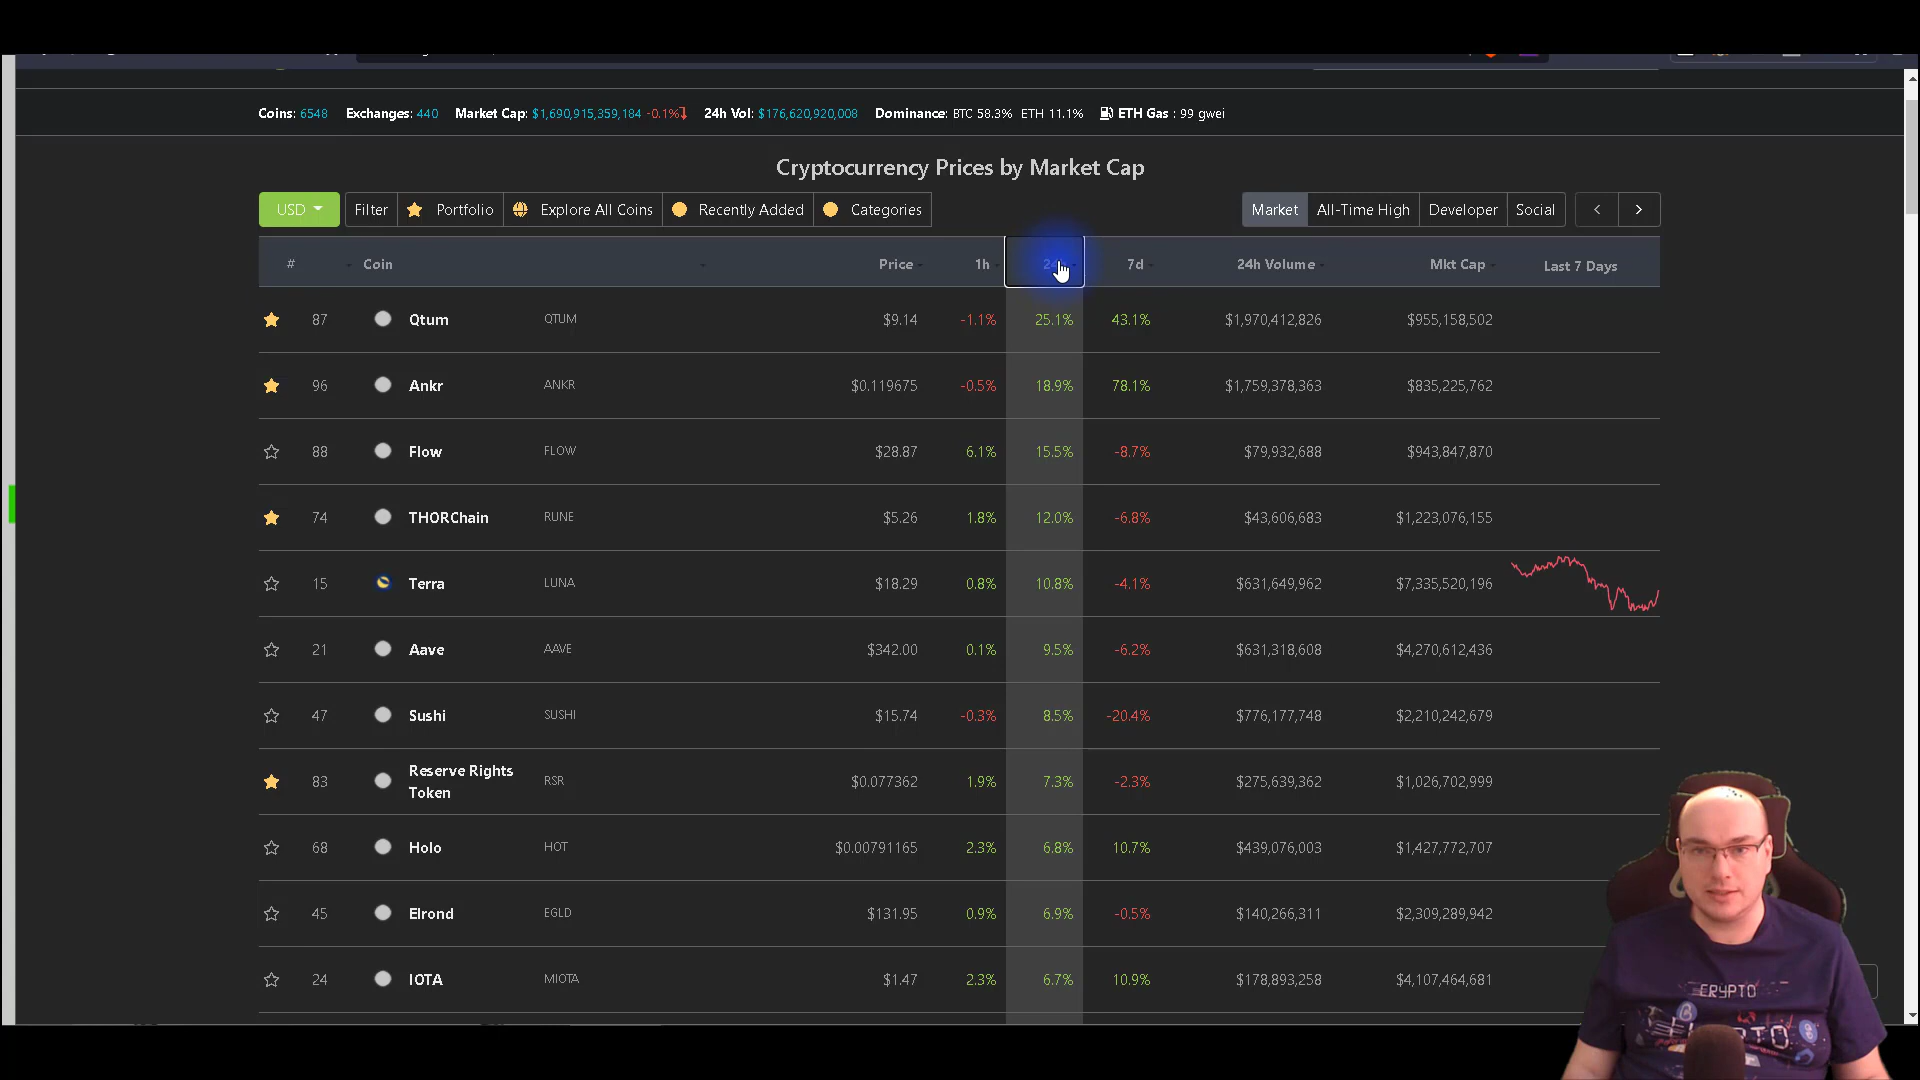 Coins: 6548 Exchanges: 440 Market Cap: $1,690,915,359,184 -0.1% 24h Vol: $176,620,920,008 Dominance: BTC 58.3% ETH 11.1% ETH Gas : 99 gwei
Cryptocurrency Prices by Market Cap
USD Filter Portfolio Explore All Coins Recently Added Categories Market All-Time High Developer Social
# Coin Price 1h 7d 24h Volume Mkt Cap Last 7 Days
87 Qtum QTUM $9.14 -1.1% 25.1% 43.1% $1,970,412,826 $955,158,502
96 Ankr ANKR $0.119675 -0.5% 18.9% 78.1% $1,759,378,363 $835,225,762
88 Flow FLOW $28.87 6.1% 15.5% -8.7% $79,932,688 $943,847,870
74 THORChain RUNE $5.26 1.8% 12.0% -6.8% $43,606,683 $1,223,076,155
15 Terra LUNA $18.29 0.8% 10.8% -4.1% $631,649,962 $7,335,520,196
21 Aave AAVE $342.00 0.1% 9.5% -6.2% $631,318,608 $4,270,612,436
47 Sushi SUSHI $15.74 -0.3% 8.5% -20.4% $776,177,748 $2,210,242,679
83 Reserve Rights RSR $0.077362 1.9% 7.3% -2.3% $275,639,362 $1,026,702,999
Token
68 Holo HOT $0.00791165 2.3% 6.8% 10.7% $439,076,003 $1,427,772,707
45 Elrond EGLD $131.95 0.9% 6.9% -0.5% $140,266,311 $2,309,289,942
24 IOTA MIOTA $1.47 2.3% 6.7% 10.9% $178,893,258 $4,107,464,681
CRYPTO